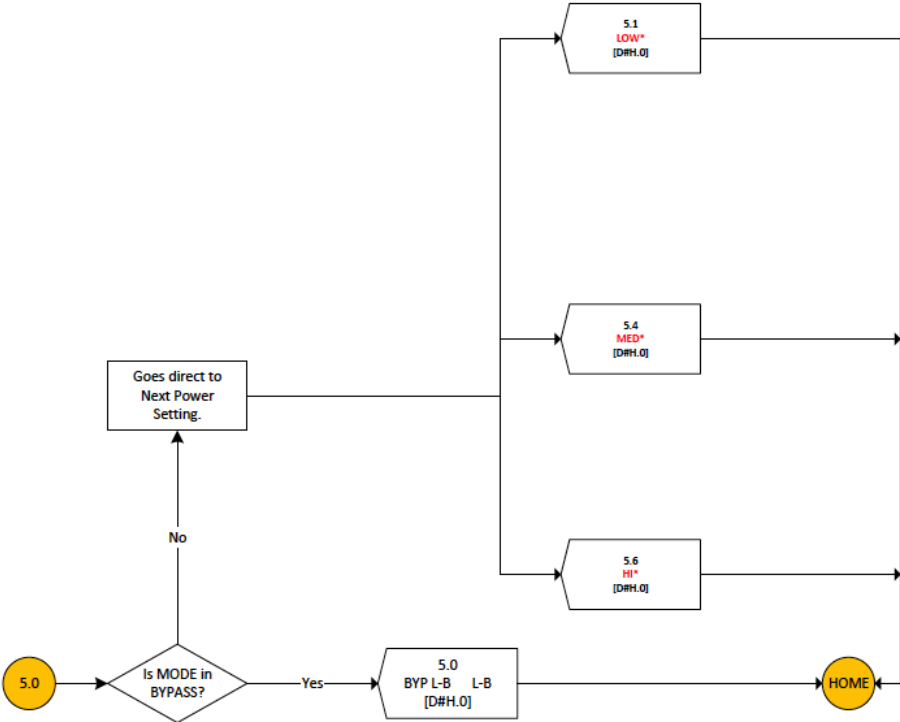 5.1
LOW*
[D#H.0]
5.4
MED*
[D#H.0]
Goes direct to
Next Power
Setting.
No
5.6
HI*
[D#H.0]
5.0
Is MODE in
BYPASS?
Yes
5.0
BYP L-B L-B
[D#H.0]
HOME